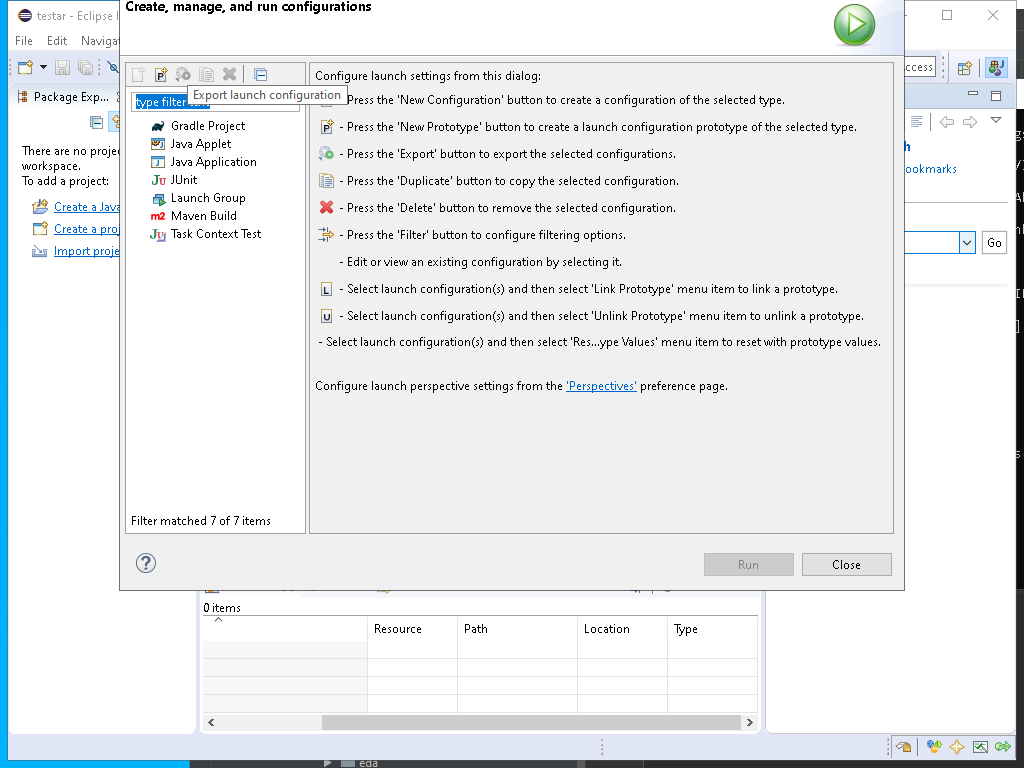 Create, manage, and run configurations
testar - Eclipse I
File Edit Naviga
Export launch configuration
type filter
Configure launch settings from this dialog:
Press the 'New Configuration' button to create a configuration of the selected type.
- Press the 'New Prototype' button to create a launch configuration prototype of the selected type.
- Press the 'Export' button to export the selected configurations.
- Press the 'Duplicate' button to copy the selected configuration.
- Press the 'Delete' button to remove the selected configuration.
- Press the 'Filter' button to configure filtering options.
- Edit or view an existing configuration by selecting it.
L - Select launch configuration(s) and then select 'Link Prototype' menu item to link a prototype.
U - Select launch configuration(s) and then select 'Unlink Prototype' menu item to unlink a prototype.
- Select launch configuration(s) and then select 'Res...ype Values' menu item to reset with prototype values.
Configure launch perspective settings from the 'Perspectives' preference page.
Gradle Project
Java Applet
Java Application
Ju JUnit
Launch Group
m2 Maven Build
Task Context Test
Filter matched 7 of 7 items
Run
Close
Package Exp...
There are no proje
workspace.
To add a project:
Create a Java
Create a proj
Import proje
ccess
ookmarks
Go
0 items
Resource Path Location Type
eda